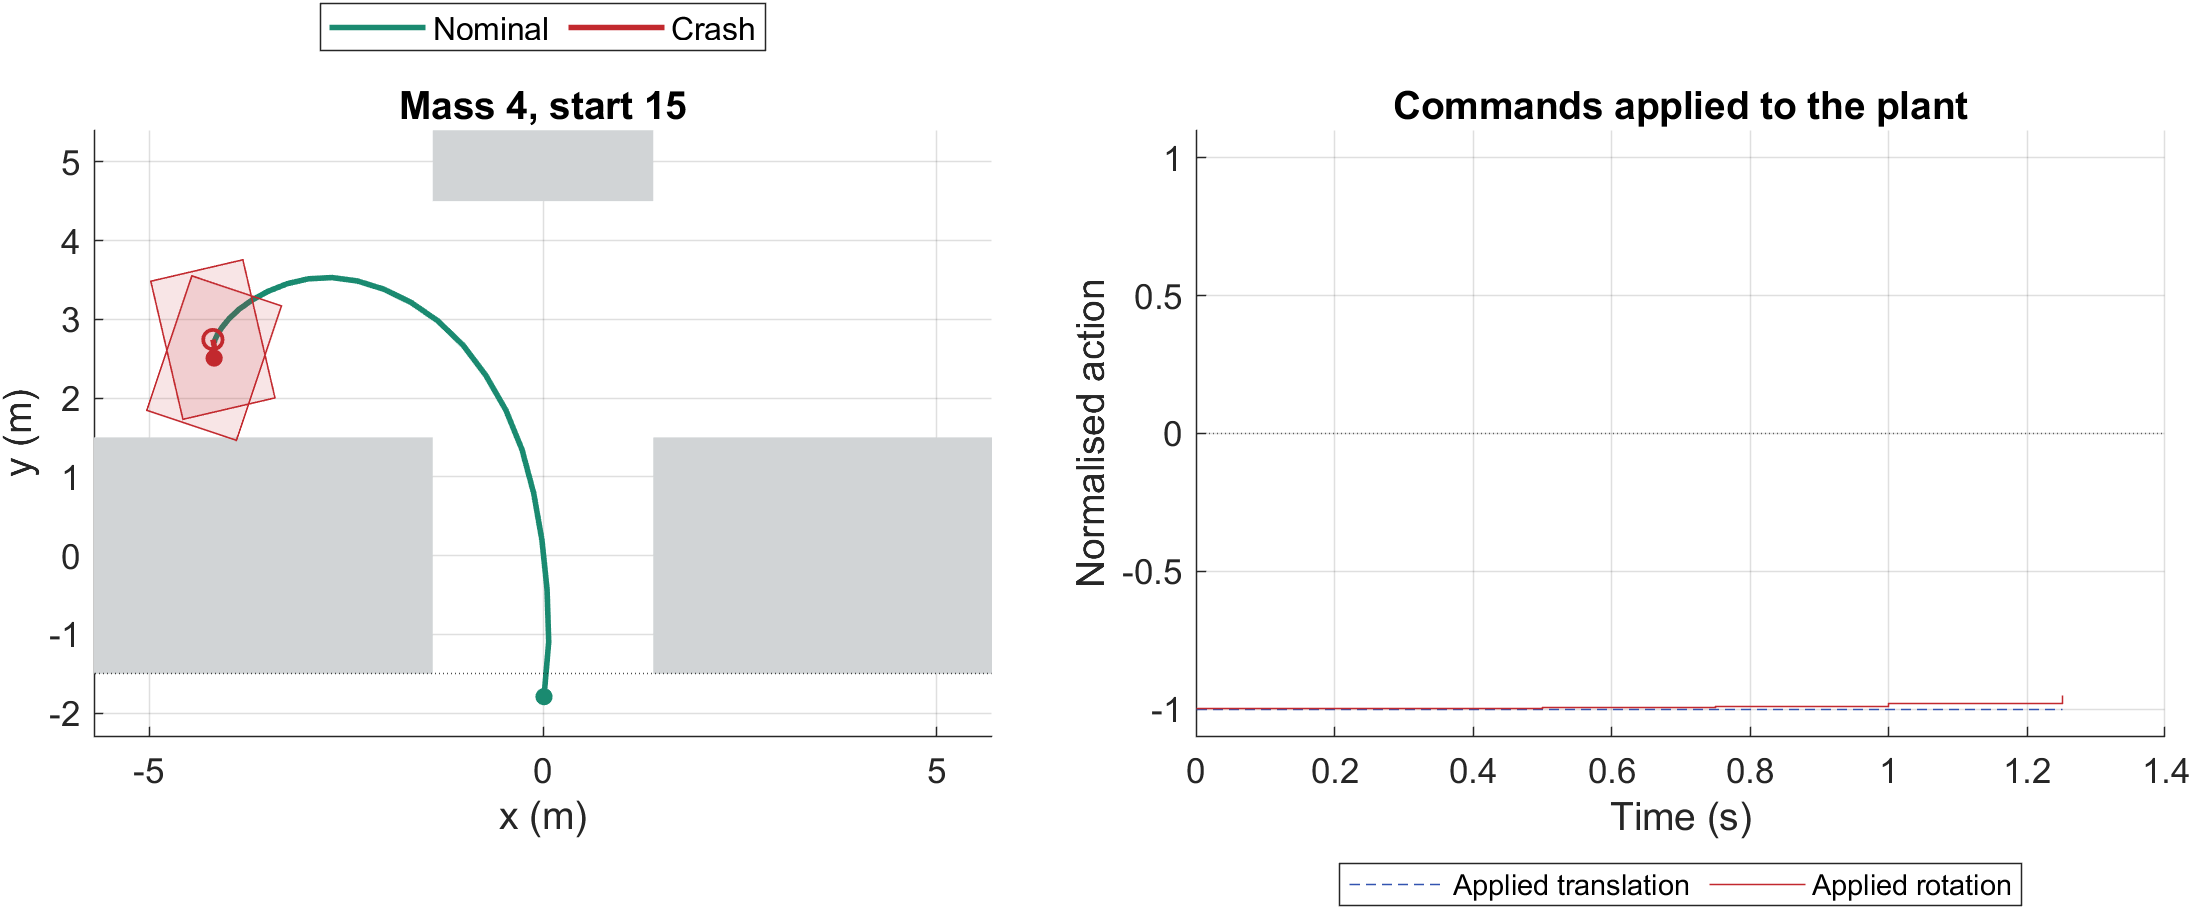 Nominal Crash
Mass 4, start 15
5
4
3
2
1
0
-1
-2
y (m)
-5 0 5
x (m)
Commands applied to the plant
1
0.5
0
-0.5
-1
Normalised action
0 0.2 0.4 0.6 0.8 1 1.2 1.4
Time (s)
Applied translation Applied rotation